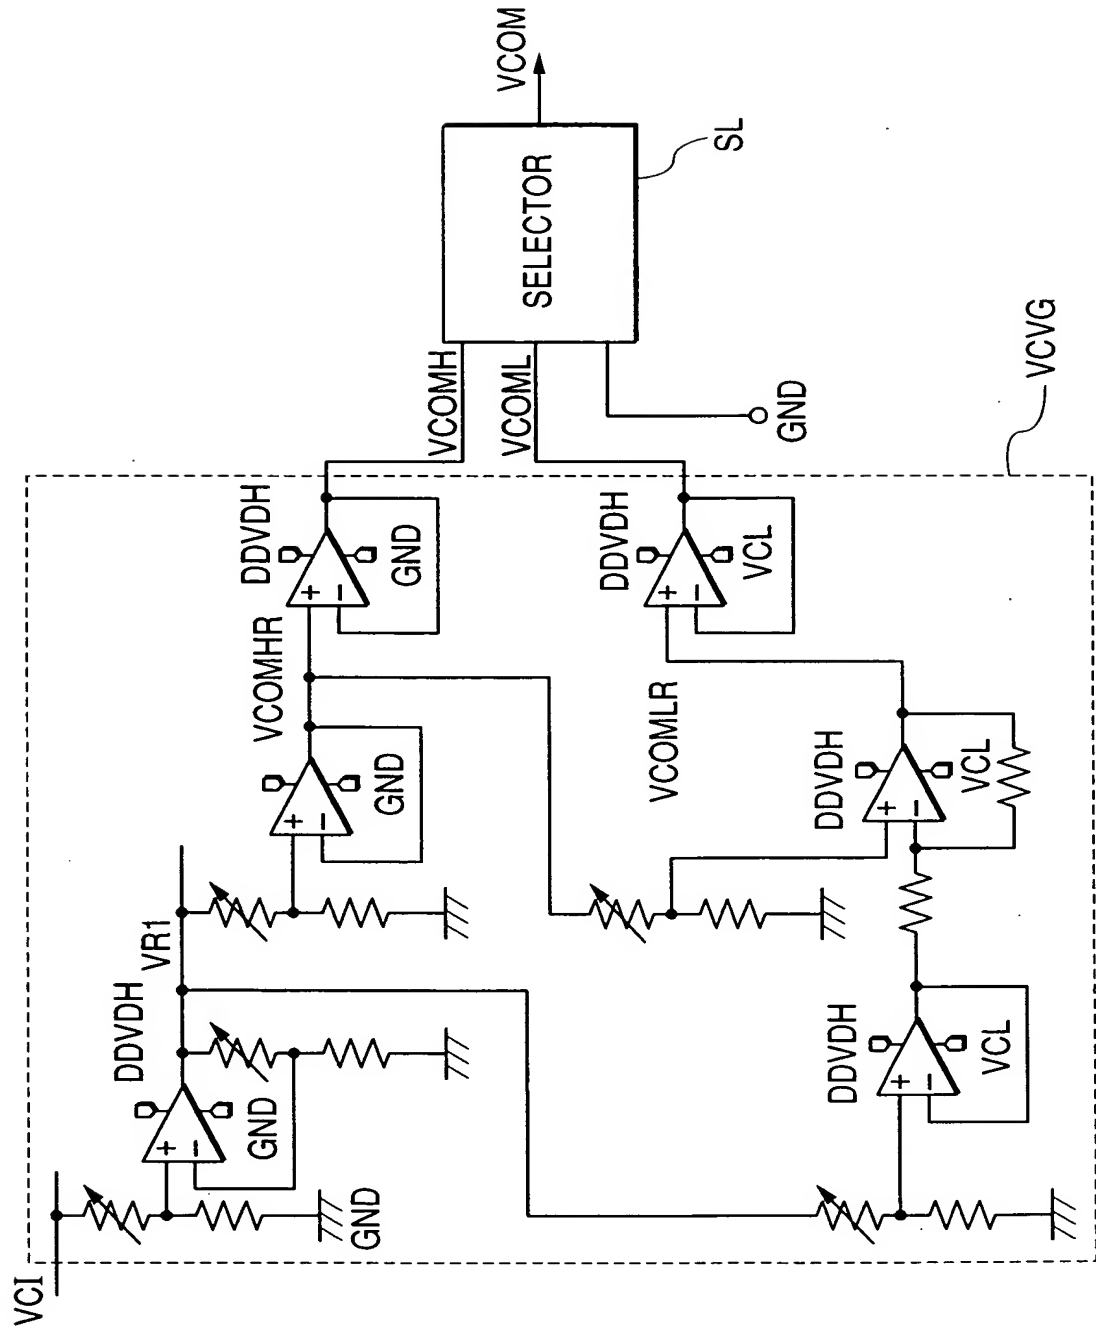 VCI
GND
DDVDH
GND
VR1
DDVDH
VCL
GND
VCOMHR
DDVDH
GND
DDVDH
VCL
VCOMLR
DDVDH
VCL
VCOMH
VCOML
GND
VCVG
SELECTOR
SL
VCOM
+
−
+
−
+
−
+
−
+
−
+
−